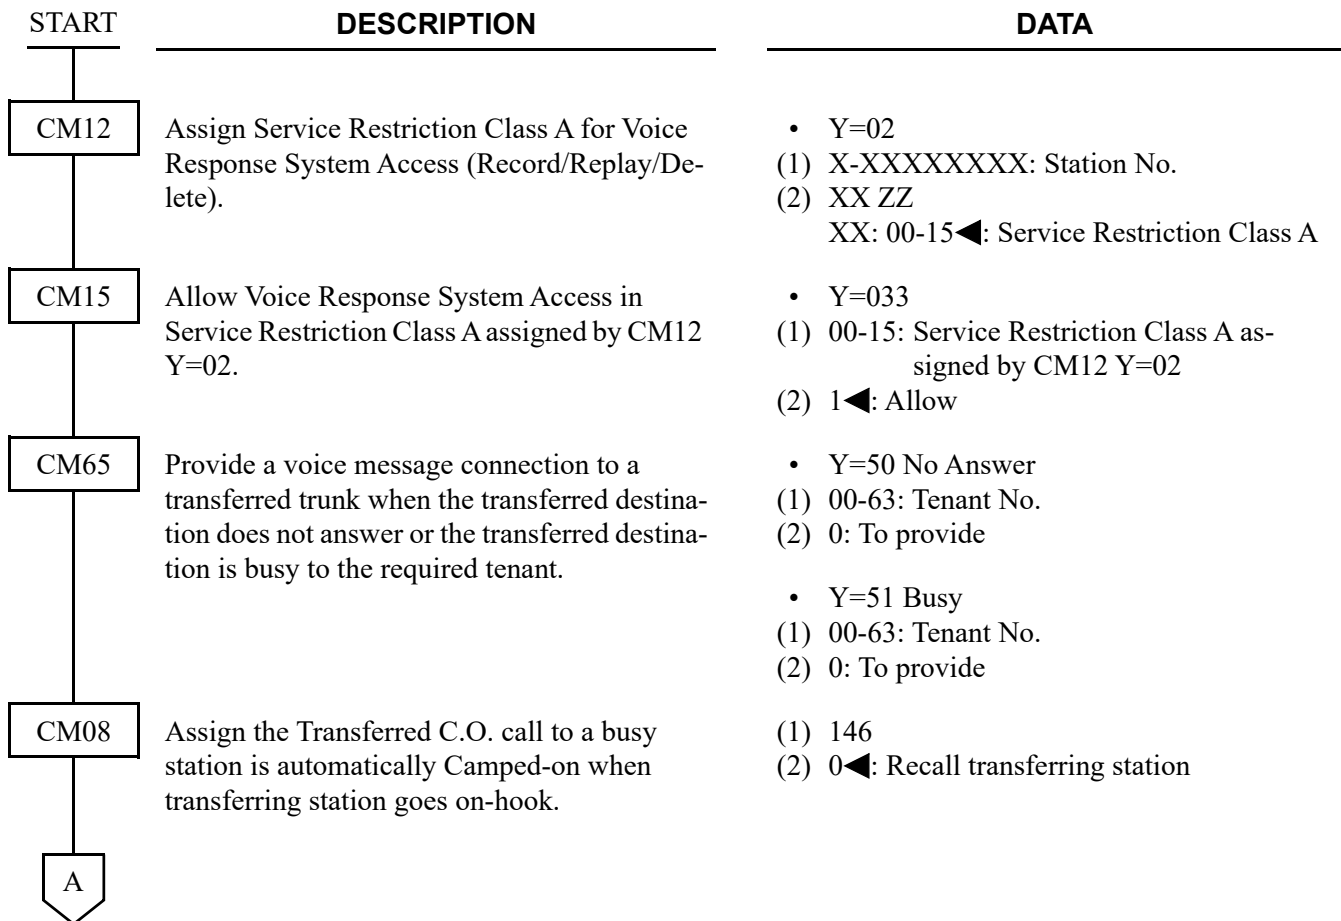 START
DESCRIPTION
DATA
CM12
Assign Service Restriction Class A for Voice
Response System Access (Record/Replay/De-
lete).
• Y=02
(1) X-XXXXXXXX: Station No.
(2) XX ZZ
XX: 00-15◀: Service Restriction Class A
CM15
Allow Voice Response System Access in
Service Restriction Class A assigned by CM12
Y=02.
• Y=033
(1) 00-15: Service Restriction Class A as-
signed by CM12 Y=02
(2) 1◀: Allow
CM65
Provide a voice message connection to a
transferred trunk when the transferred destina-
tion does not answer or the transferred destina-
tion is busy to the required tenant.
• Y=50 No Answer
(1) 00-63: Tenant No.
(2) 0: To provide
• Y=51 Busy
(1) 00-63: Tenant No.
(2) 0: To provide
CM08
Assign the Transferred C.O. call to a busy
station is automatically Camped-on when
transferring station goes on-hook.
(1) 146
(2) 0◀: Recall transferring station
A